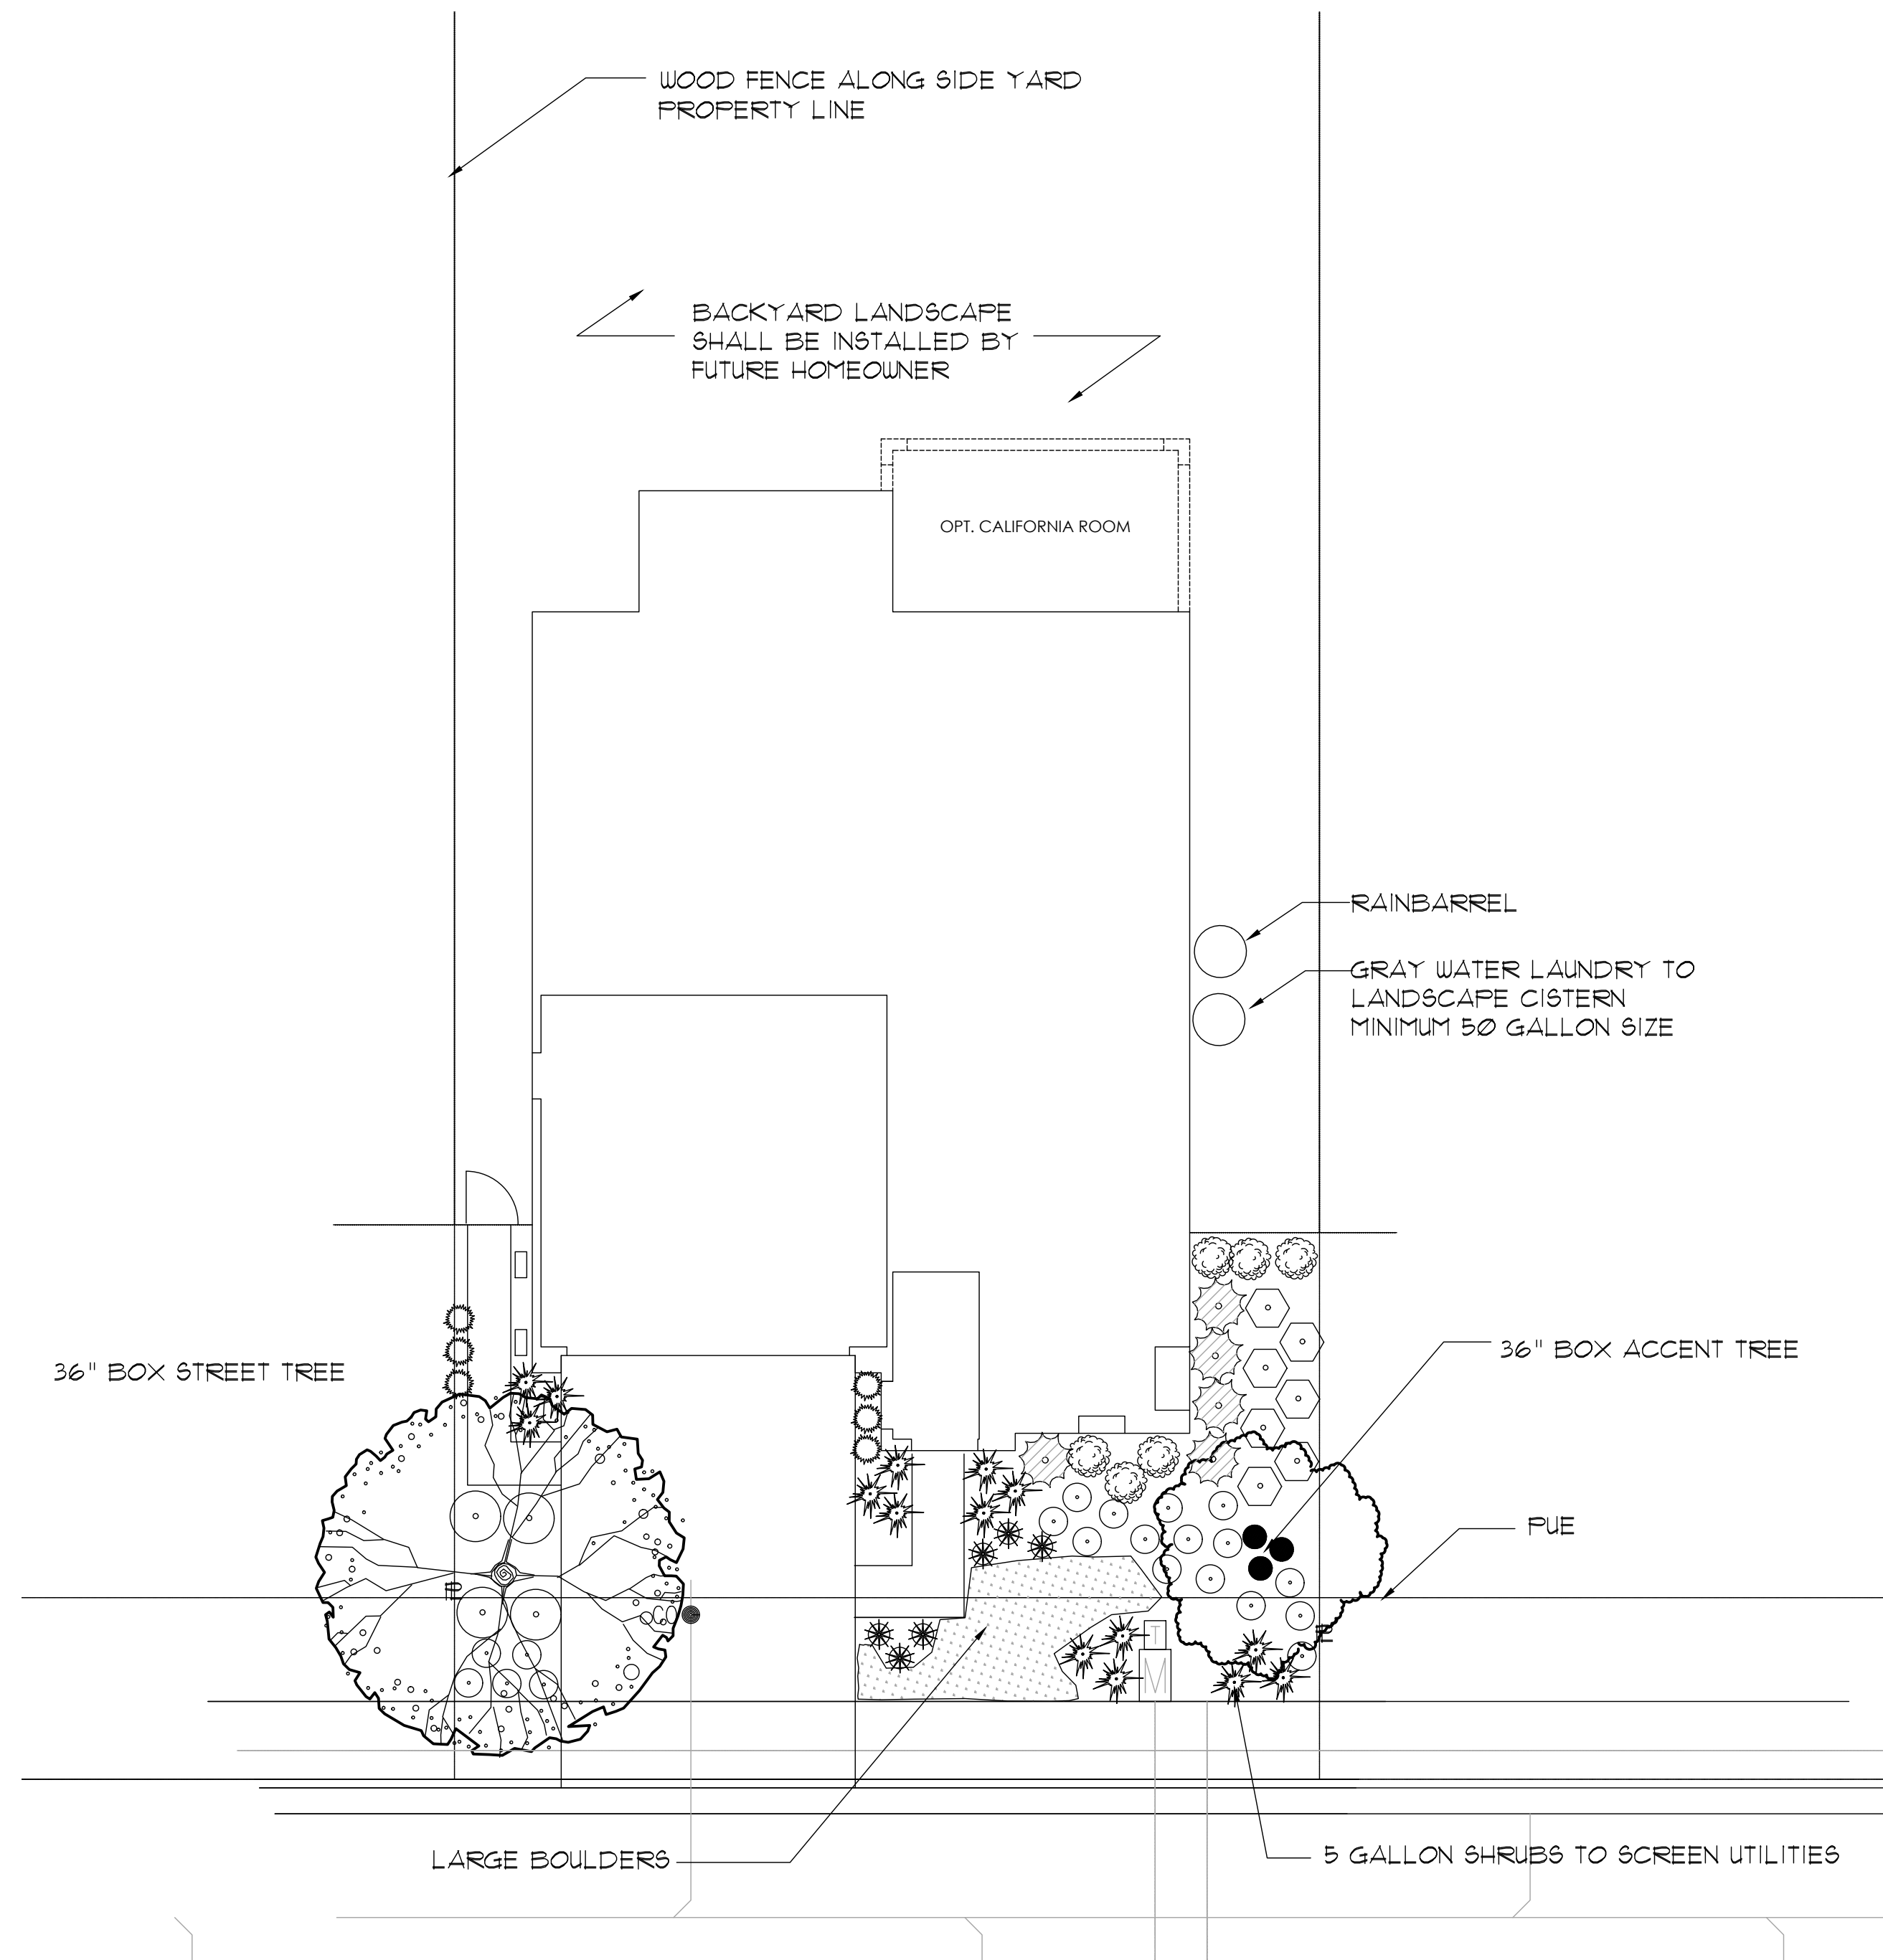 WOOD FENCE ALONG SIDE YARD
PROPERTY LINE
BACKYARD LANDSCAPE
SHALL BE INSTALLED BY
FUTURE HOMEOWNER
OPT. CALIFORNIA ROOM
RAINBARREL
GRAY WATER LAUNDRY TO
LANDSCAPE CISTERN
MINIMUM 50 GALLON SIZE
36" BOX STREET TREE
36" BOX ACCENT TREE
PUE
T
M
CO
LARGE BOULDERS
5 GALLON SHRUBS TO SCREEN UTILITIES